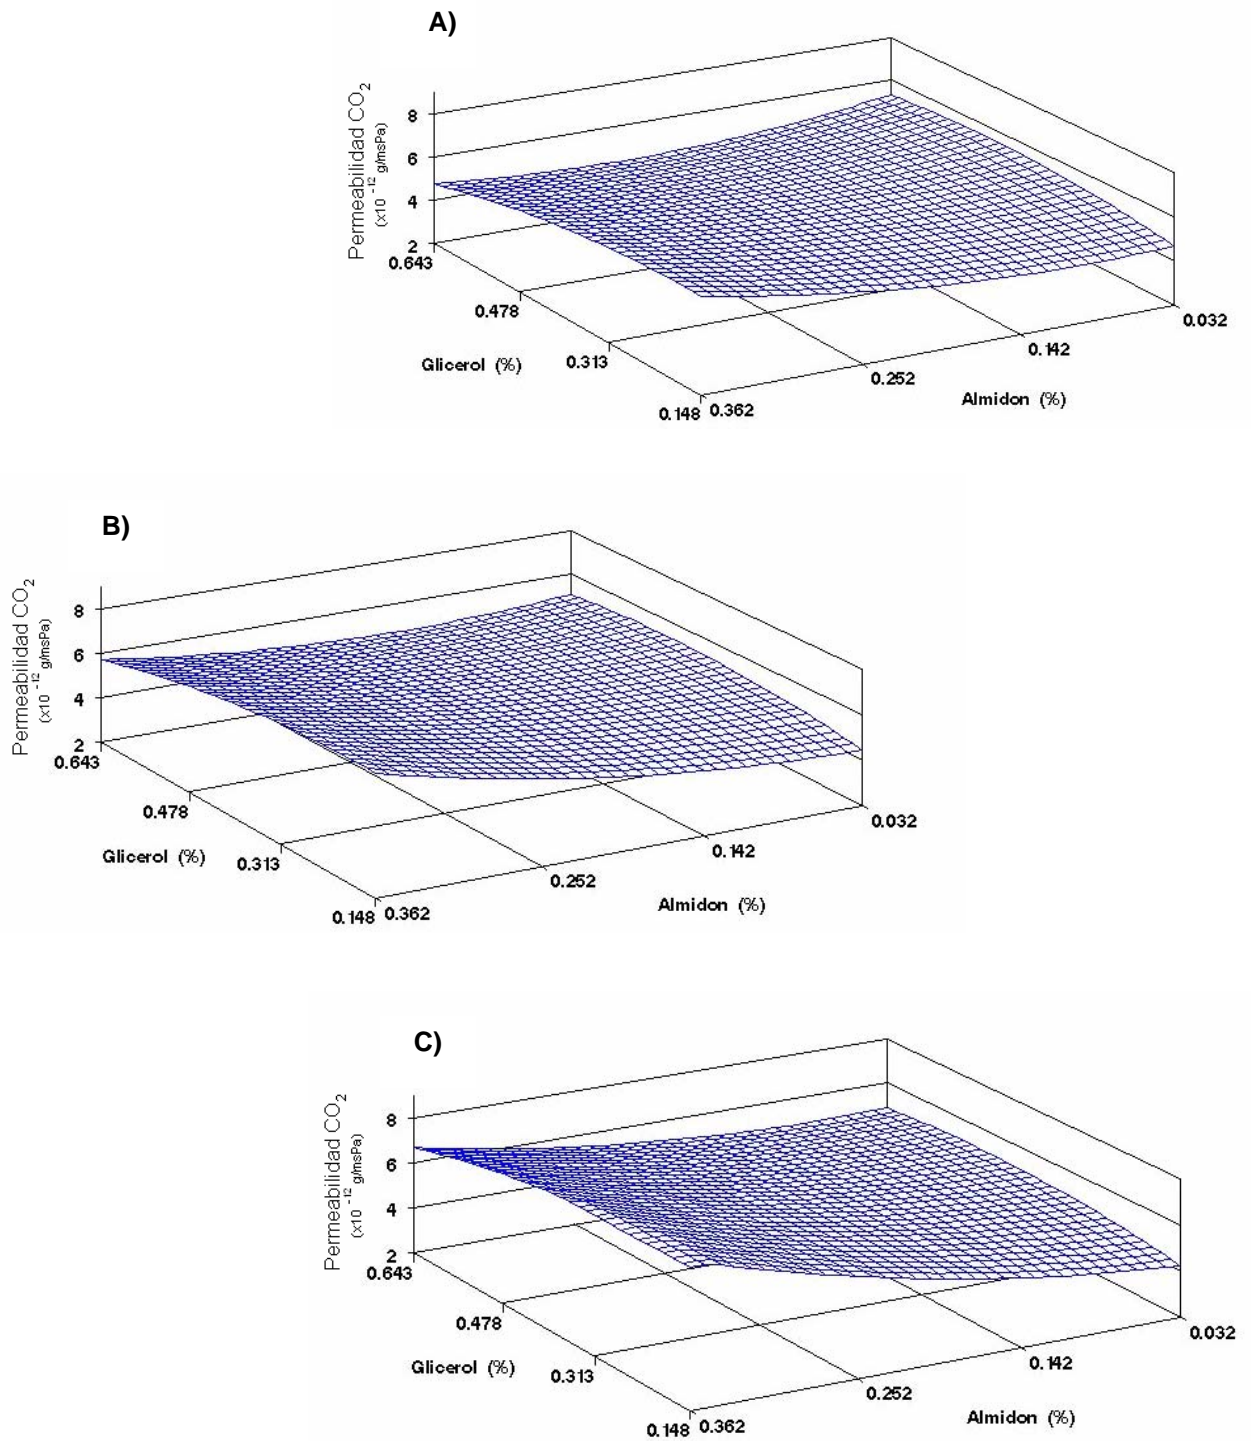 A)
Permeabilidad CO2
(x10 -12 g/msPa)
8
6
4
2
0.643
0.478
0.313
0.148
Glicerol (%)
0.362
0.252
0.142
0.032
Almidon (%)
B)
Permeabilidad CO2
(x10 -12 g/msPa)
8
6
4
2
0.643
0.478
0.313
0.148
Glicerol (%)
0.362
0.252
0.142
0.032
Almidon (%)
C)
Permeabilidad CO2
(x10 -12 g/msPa)
8
6
4
2
0.643
0.478
0.313
0.148
Glicerol (%)
0.362
0.252
0.142
0.032
Almidon (%)